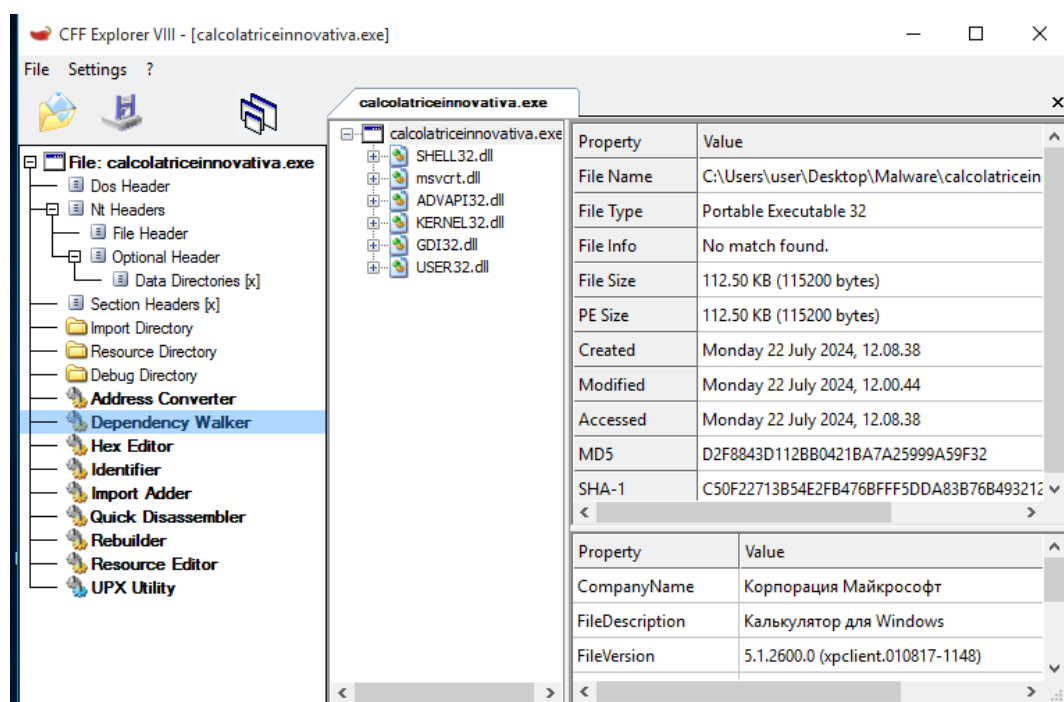 CFF Explorer VIII - [calcolatriceinnovativa.exe]
File Settings ?
calcolatriceinnovativa.exe
File: calcolatriceinnovativa.exe
Dos Header
Nt Headers
File Header
Optional Header
Data Directories [x]
Section Headers [x]
Import Directory
Resource Directory
Debug Directory
Address Converter
Dependency Walker
Hex Editor
Identifier
Import Adder
Quick Disassembler
Rebuilder
Resource Editor
UPX Utility
calcolatriceinnovativa.exe
SHELL32.dll
msvcrt.dll
ADVAPI32.dll
KERNEL32.dll
GDI32.dll
USER32.dll
Property Value
File Name C:\Users\user\Desktop\Malware\calcolatricein
File Type Portable Executable 32
File Info No match found.
File Size 112.50 KB (115200 bytes)
PE Size 112.50 KB (115200 bytes)
Created Monday 22 July 2024, 12.08.38
Modified Monday 22 July 2024, 12.00.44
Accessed Monday 22 July 2024, 12.08.38
MD5 D2F8843D112BB0421BA7A25999A59F32
SHA-1 C50F22713B54E2FB476BFFF5DDA83B76B493212
Property Value
CompanyName Корпорация Майкрософт
FileDescription Калькулятор для Windows
FileVersion 5.1.2600.0 (xpclient.010817-1148)